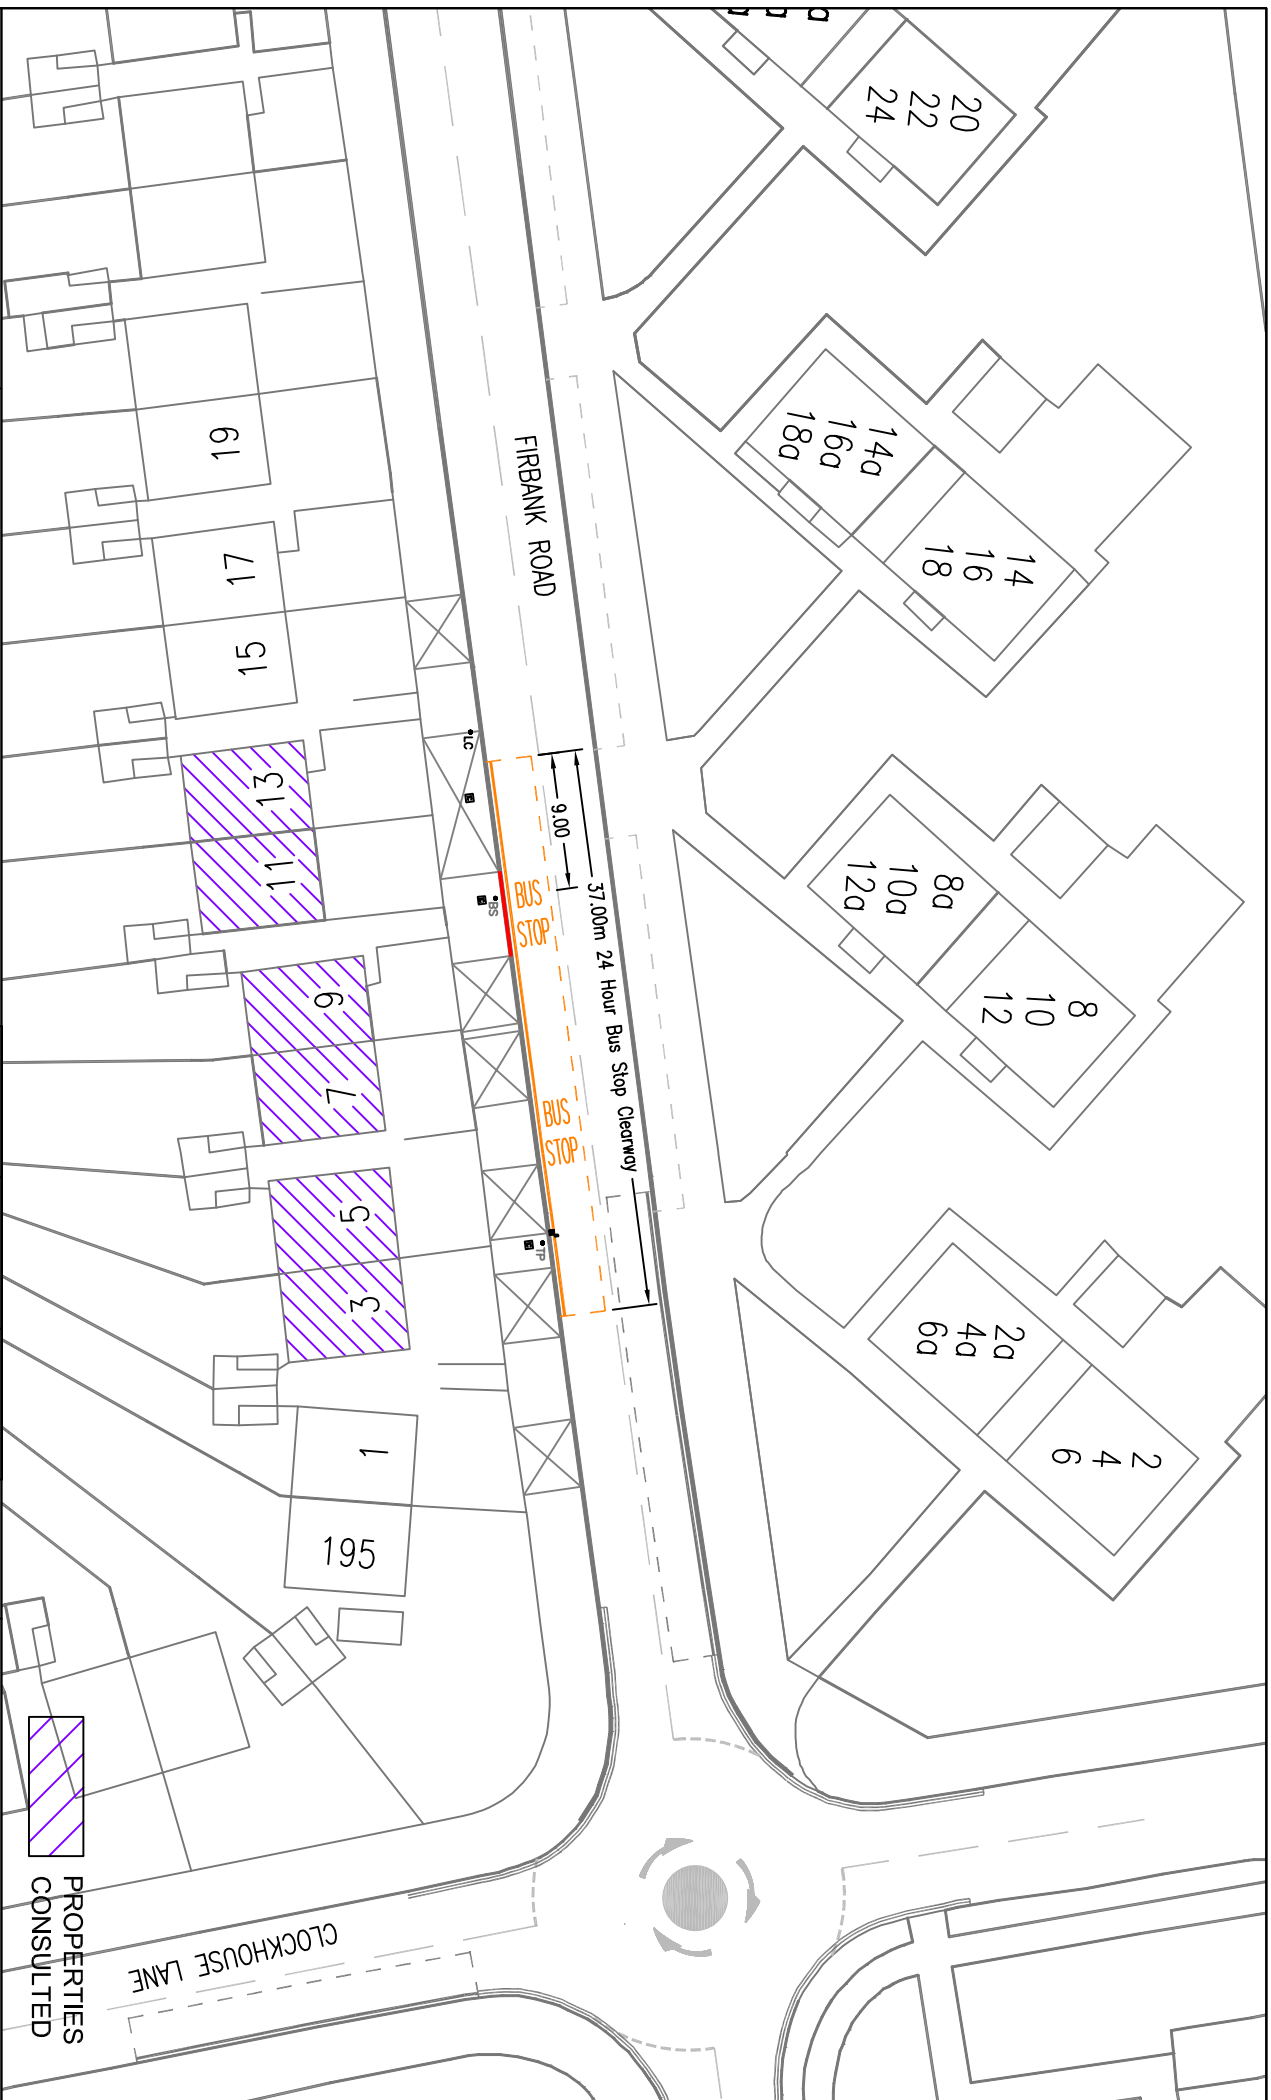 20
22
24
14a
16a
18a
14
16
18
8a
10a
12a
8
10
12
2a
4a
6a
2
4
6
FIRBANK ROAD
37.00m 24 Hour Bus Stop Clearway
9.00
BUS
STOP
BUS
STOP
LC
BS
TP
19
17
15
13
11
9
7
5
3
1
195
CLOCKHOUSE LANE
PROPERTIES
CONSULTED